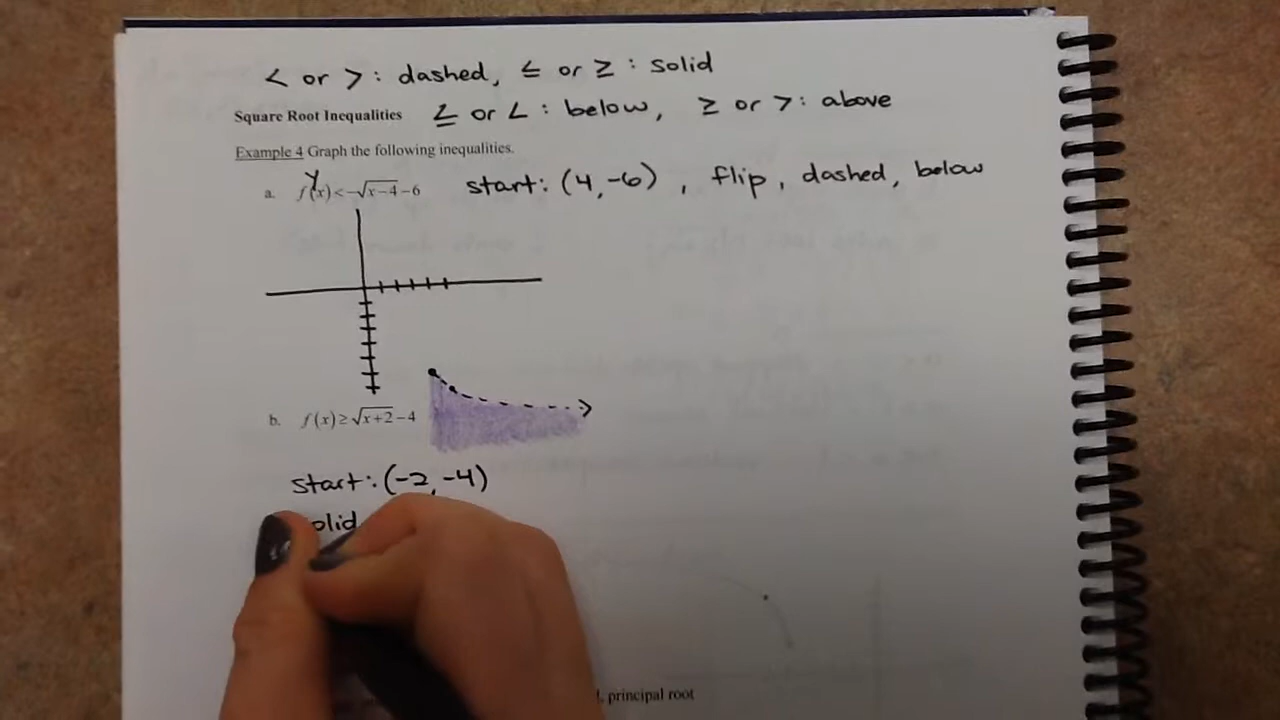 < or > : dashed, ≤ or ≥ : solid
Square Root Inequalities ≤ or < : below, ≥ or > : above
Example 4 Graph the following inequalities.
a. f(x) < -√x-4 - 6 y start: (4, -6) , flip, dashed, below
b. f(x) ≥ √x+2 - 4
start: (-2, -4)
olid
, principal root